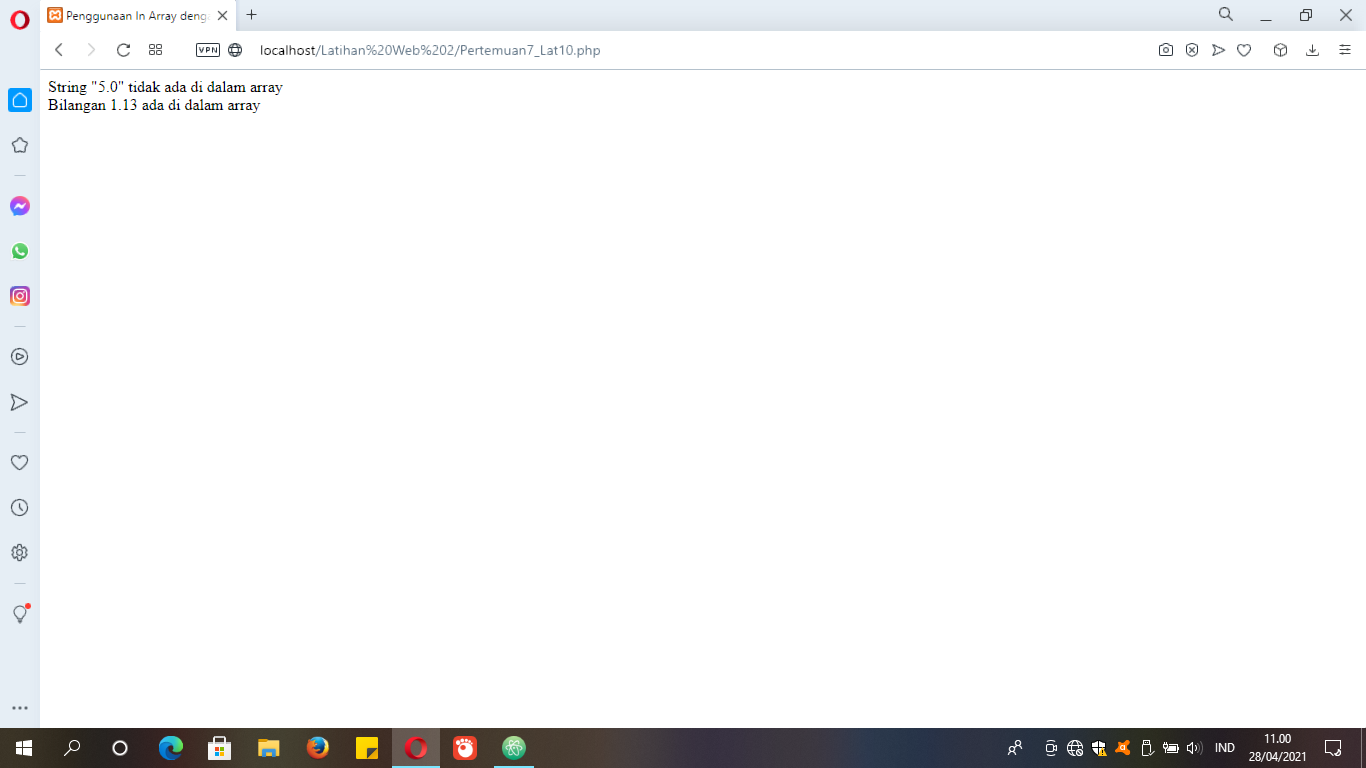 Penggunaan In Array deng
VPN
localhost/Latihan%20Web%202/Pertemuan7_Lat10.php
String "5.0" tidak ada di dalam array
Bilangan 1.13 ada di dalam array
IND
11.00
28/04/2021